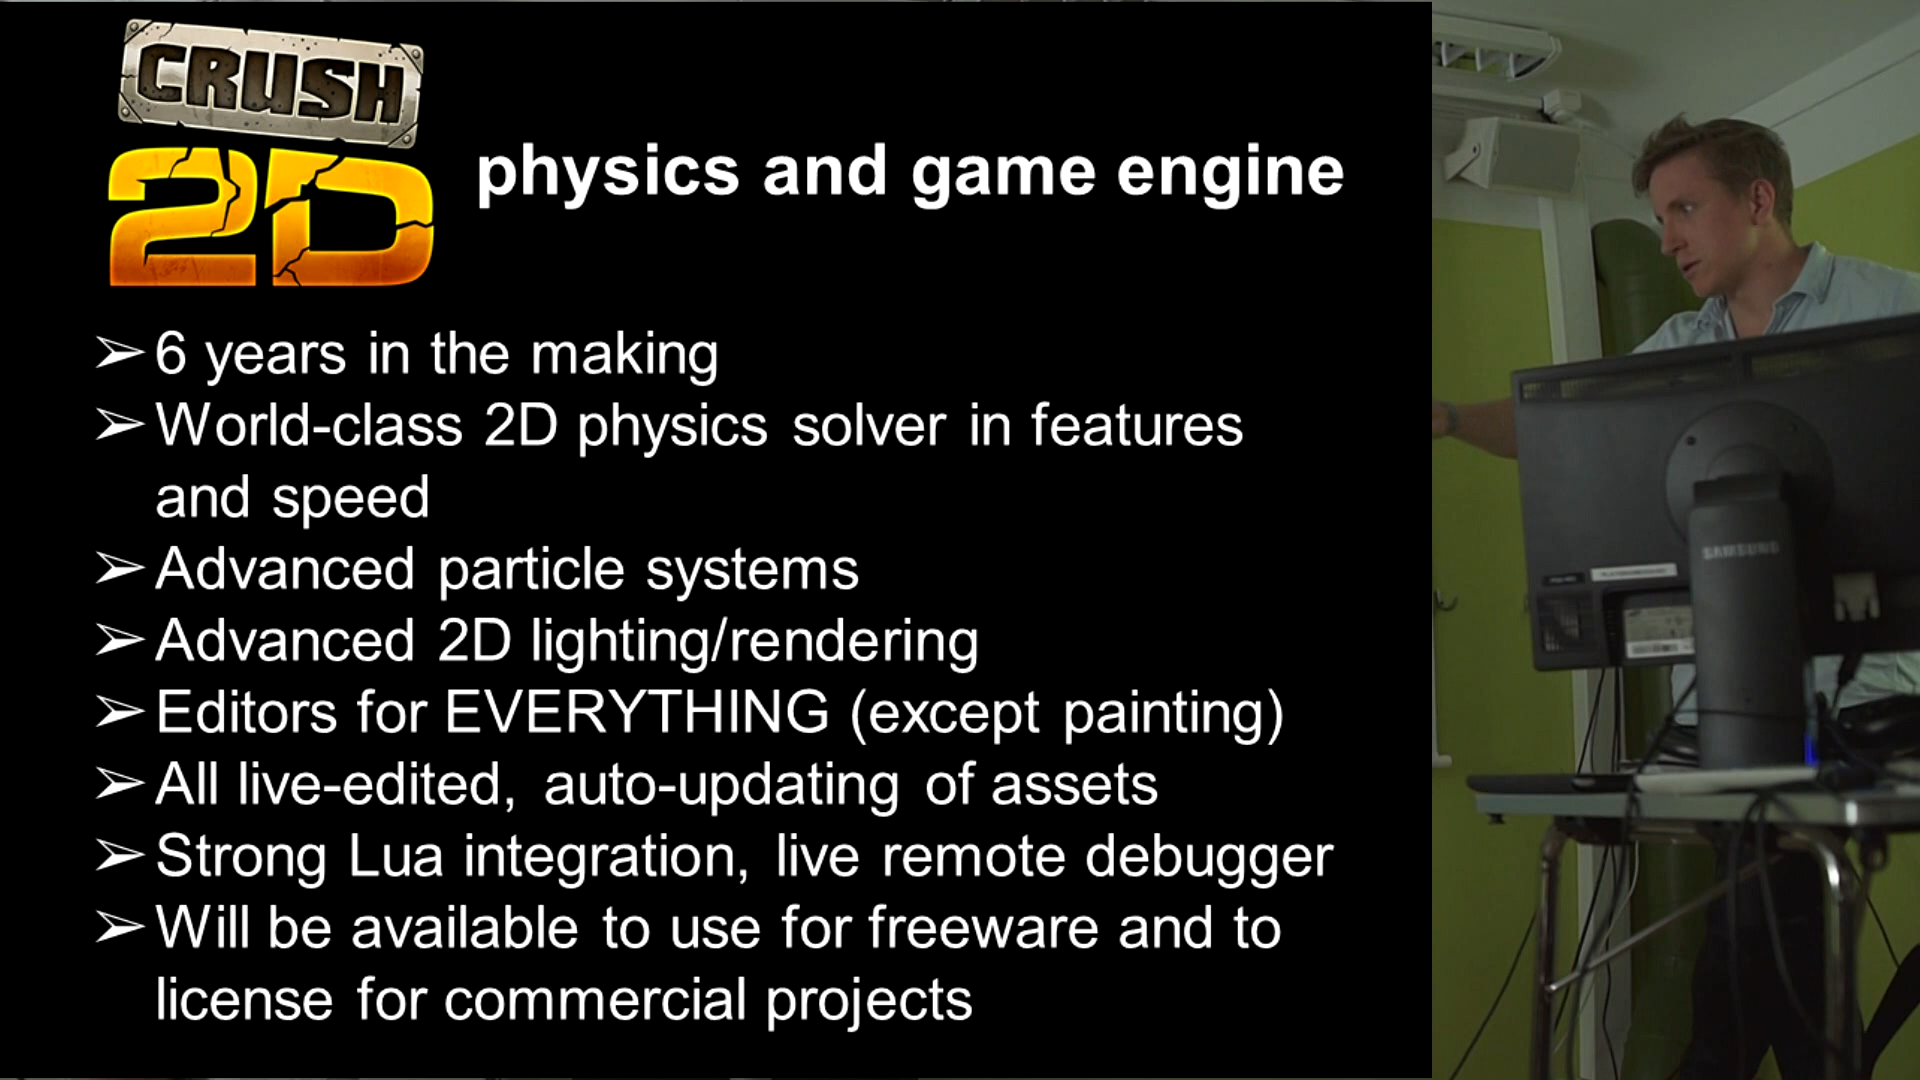 CRUSH
2D
physics and game engine
➢ 6 years in the making
➢ World-class 2D physics solver in features
and speed
➢ Advanced particle systems
➢ Advanced 2D lighting/rendering
➢ Editors for EVERYTHING (except painting)
➢ All live-edited, auto-updating of assets
➢ Strong Lua integration, live remote debugger
➢ Will be available to use for freeware and to
license for commercial projects
SAMSUNG